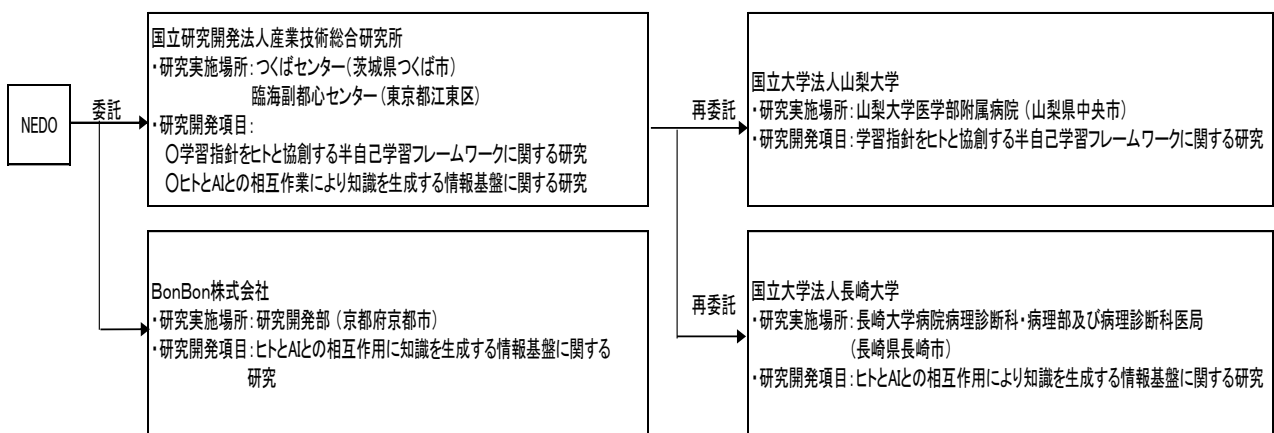 NEDO
委託
国立研究開発法人産業技術総合研究所
・研究実施場所：つくばセンター（茨城県つくば市）
臨海副都心センター（東京都江東区）
・研究開発項目：
〇学習指針をヒトと協創する半自己学習フレームワークに関する研究
〇ヒトとAIとの相互作業により知識を生成する情報基盤に関する研究
BonBon株式会社
・研究実施場所：研究開発部（京都府京都市）
・研究開発項目：ヒトとAIとの相互作用に知識を生成する情報基盤に関する
研究
再委託
国立大学法人山梨大学
・研究実施場所：山梨大学医学部附属病院（山梨県中央市）
・研究開発項目：学習指針をヒトと協創する半自己学習フレームワークに関する研究
再委託
国立大学法人長崎大学
・研究実施場所：長崎大学病院病理診断科・病理部及び病理診断科医局
（長崎県長崎市）
・研究開発項目：ヒトとAIとの相互作用により知識を生成する情報基盤に関する研究